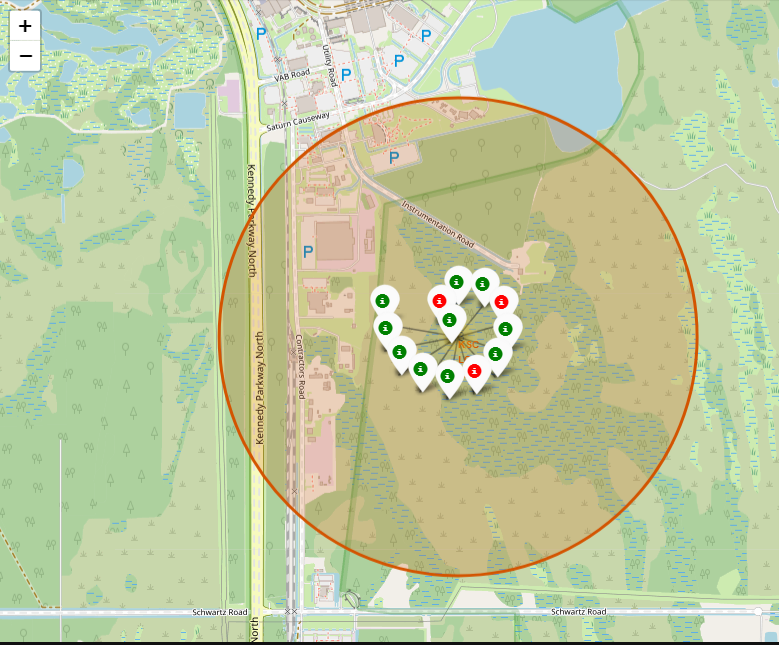 +
−
P
P
P
P
Utility Road
VAB Road
Saturn Causeway
P
Kennedy Parkway North
Instrumentation Road
P
Kennedy Parkway North
Contractors Road
Schwartz Road
Schwartz Road
North